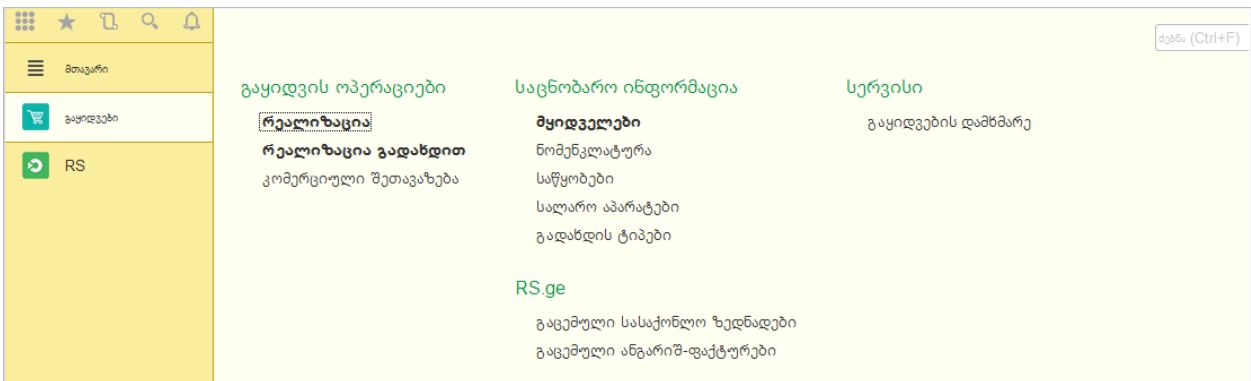 ძებნა (Ctrl+F)
მთავარი
გაყიდვები
RS
გაყიდვის ოპერაციები
რეალიზაცია
რეალიზაცია გადახდით
კომერციული შეთავაზება
საცნობარო ინფორმაცია
მყიდველები
ნომენკლატურა
საწყობები
სალარო აპარატები
გადახდის ტიპები
RS.ge
გაცემული სასაქონლო ზედნადები
გაცემული ანგარიშ-ფაქტურები
სერვისი
გაყიდვების დამხმარე